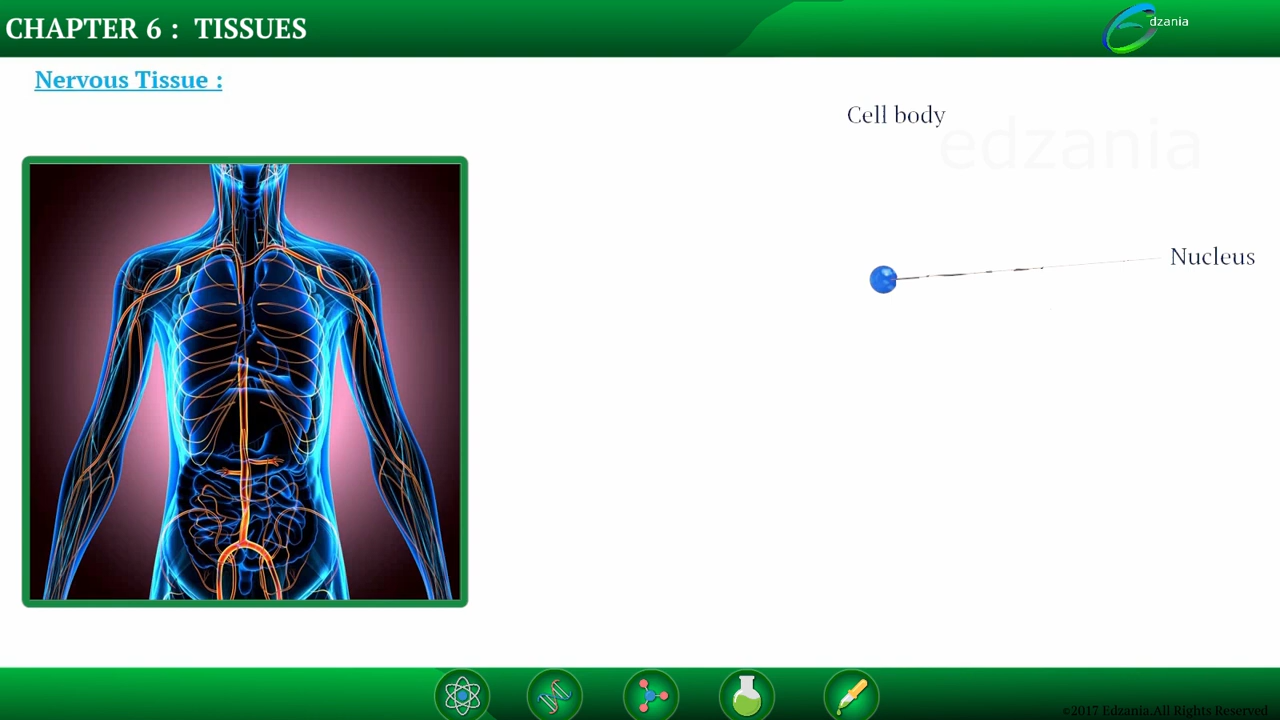 CHAPTER 6 : TISSUES
dzania
Nervous Tissue :
Cell body
edzania
Nucleus
©2017 Edzania.All Rights Reserved.